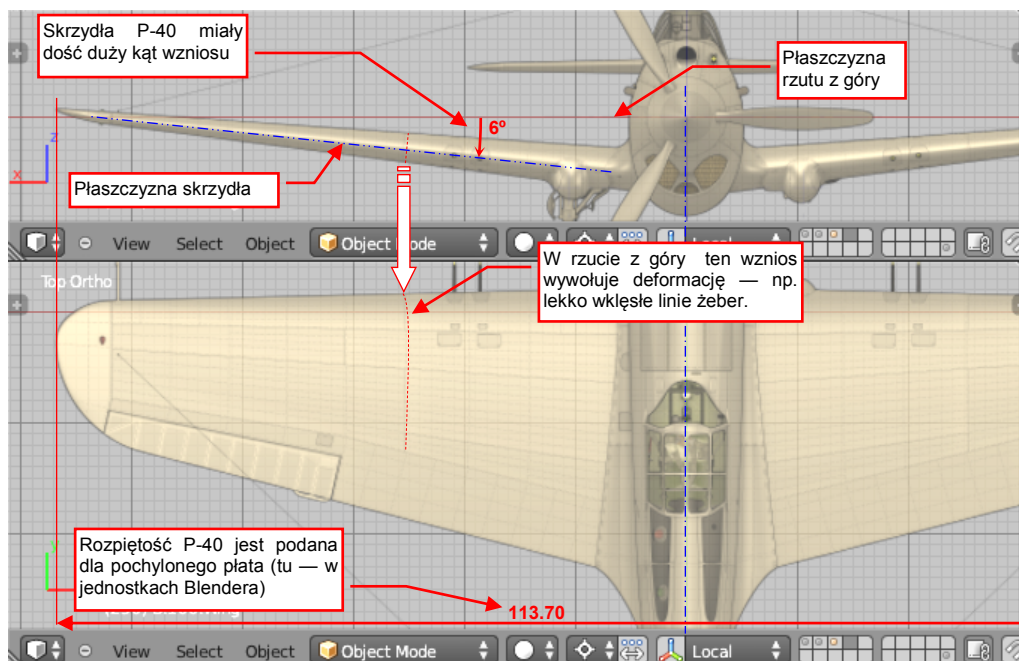 Skrzydła P-40 miały
dość duży kąt wzniosu
Płaszczyzna
rzutu z góry
6º
z
x
Płaszczyzna skrzydła
View Select Object Object Mode Local
W rzucie z góry ten wznios
wywołuje deformację — np.
lekko wklęsłe linie żeber.
Top Ortho
Rozpiętość P-40 jest podana
dla pochylonego płata (tu — w
jednostkach Blendera)
113.70
View Select Object Object Mode Local